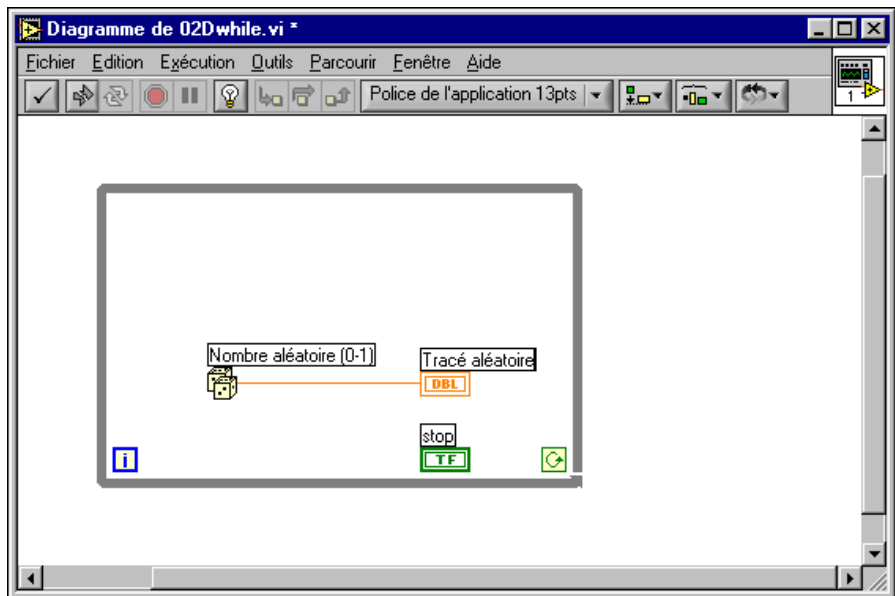 Diagramme de 02Dwhile.vi *
Fichier Edition Exécution Outils Parcourir Fenêtre Aide
Police de l'application 13pts
1
Nombre aléatoire (0-1)
Tracé aléatoire
DBL
stop
TF
i